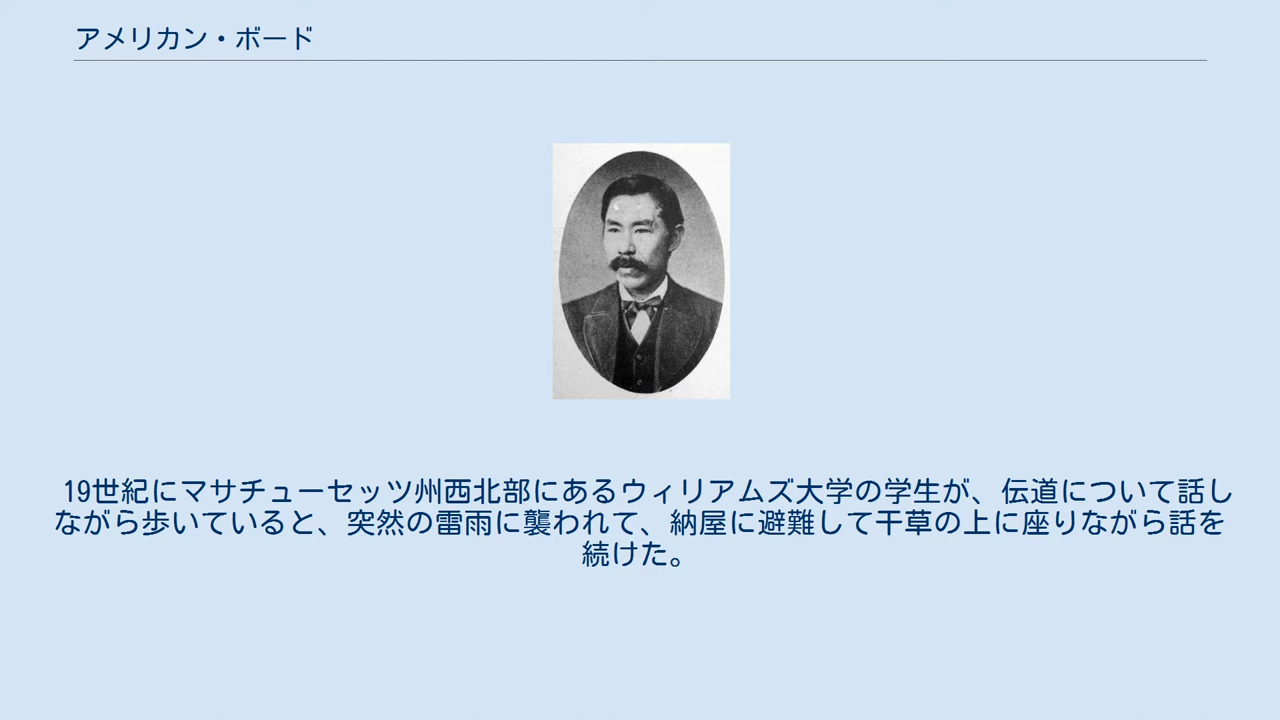 アメリカン・ボード
19世紀にマサチューセッツ州西北部にあるウィリアムズ大学の学生が、伝道について話し
ながら歩いていると、突然の雷雨に襲われて、納屋に避難して干草の上に座りながら話を
続けた。